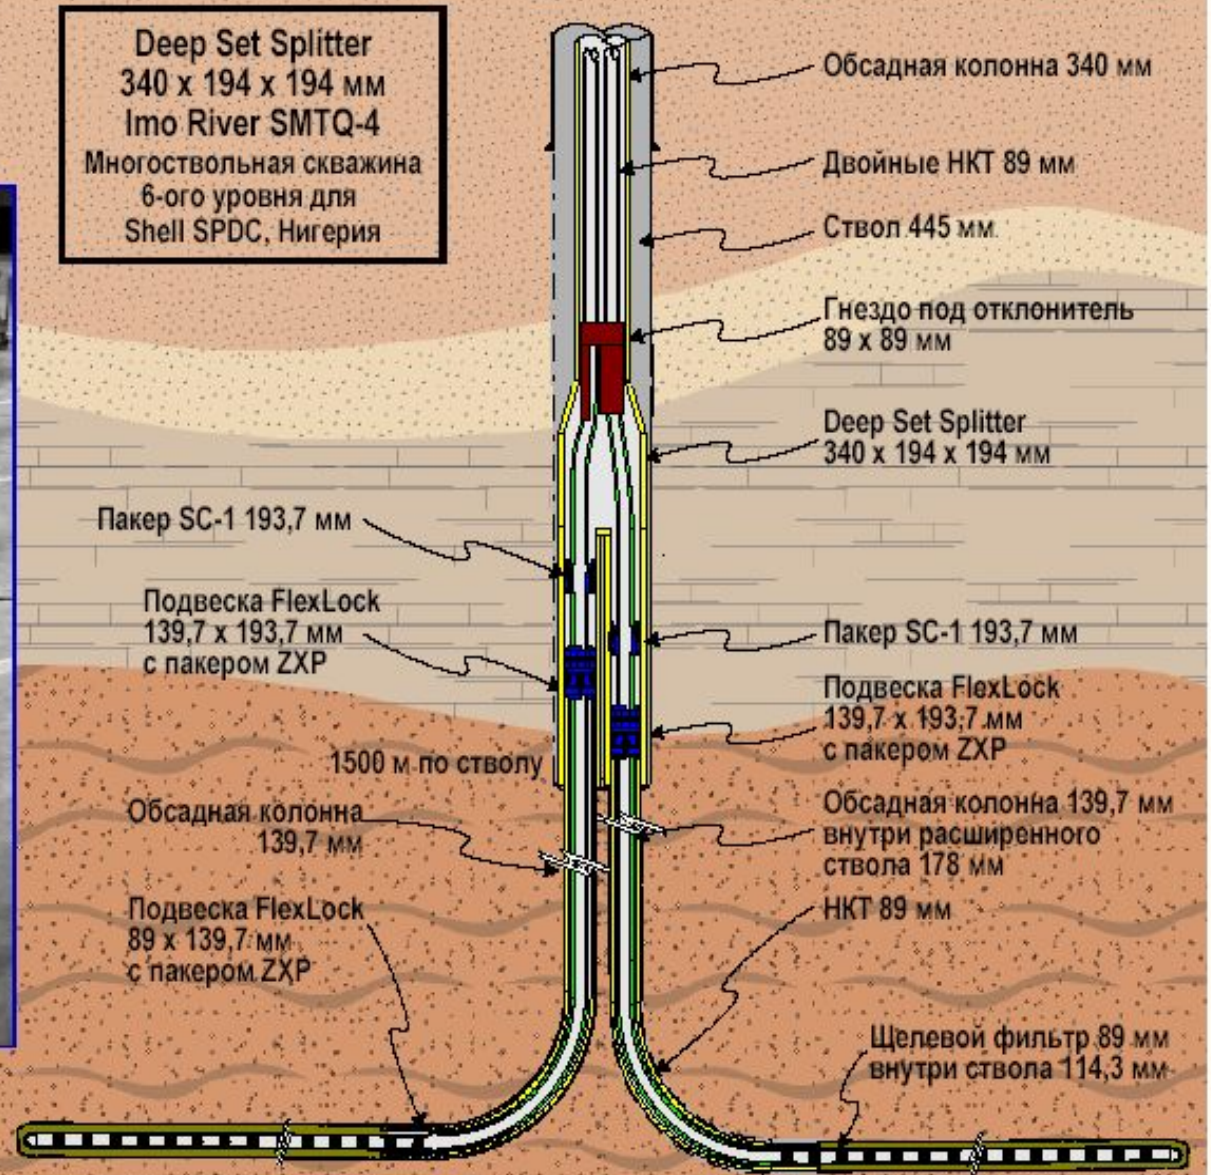 Deep Set Splitter
340 x 194 x 194 мм
Imo River SMTQ-4
Многоствольная скважина
6-ого уровня для
Shell SPDC, Нигерия
Обсадная колонна 340 мм
Двойные НКТ 89 мм
Ствол 445 мм
Гнездо под отклонитель
89 x 89 мм
Deep Set Splitter
340 x 194 x 194 мм
Пакер SC-1 193,7 мм
Подвеска FlexLock
139,7 x 193,7 мм
с пакером ZXP
Пакер SC-1 193,7 мм
Подвеска FlexLock
139,7 x 193,7 мм
с пакером ZXP
1500 м по стволу
Обсадная колонна
139,7 мм
Обсадная колонна 139,7 мм
внутри расширенного
ствола 178 мм
Подвеска FlexLock
89 x 139,7 мм
с пакером ZXP
НКТ 89 мм
Щелевой фильтр 89 мм
внутри ствола 114,3 мм